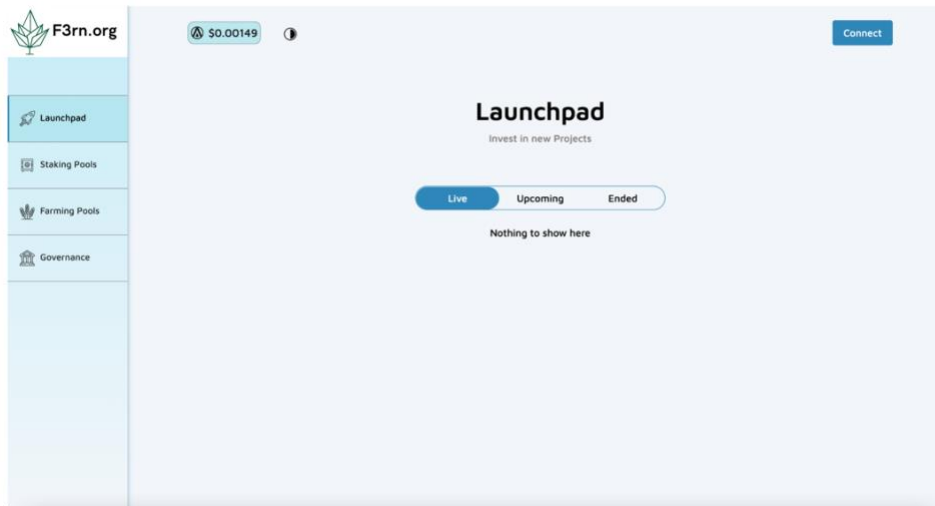 F3rn.org
$0.00149
Connect
Launchpad
Staking Pools
Farming Pools
Governance
Launchpad
Invest in new Projects
Live Upcoming Ended
Nothing to show here